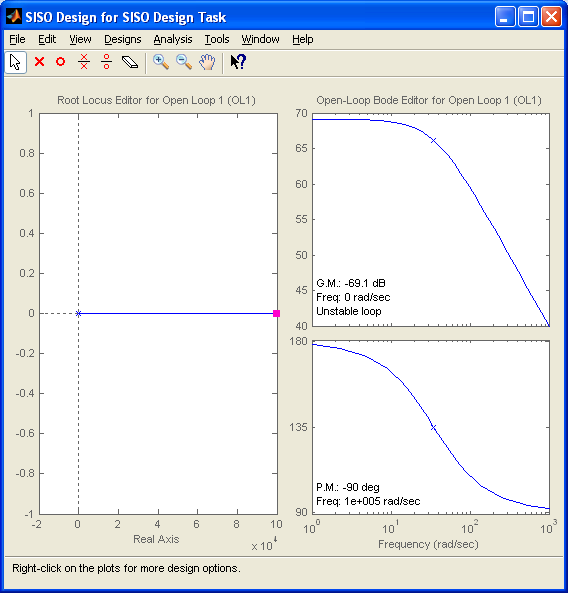 SISO Design for SISO Design Task
File Edit View Designs Analysis Tools Window Help
Root Locus Editor for Open Loop 1 (OL1)
1
0.8
0.6
0.4
0.2
0
-0.2
-0.4
-0.6
-0.8
-1
-2 0 2 4 6 8 10
x 10^4
Real Axis
Open-Loop Bode Editor for Open Loop 1 (OL1)
70
65
60
55
50
45
40
G.M.: -69.1 dB
Freq: 0 rad/sec
Unstable loop
180
135
90
P.M.: -90 deg
Freq: 1e+005 rad/sec
10^0 10^1 10^2 10^3
Frequency (rad/sec)
Right-click on the plots for more design options.